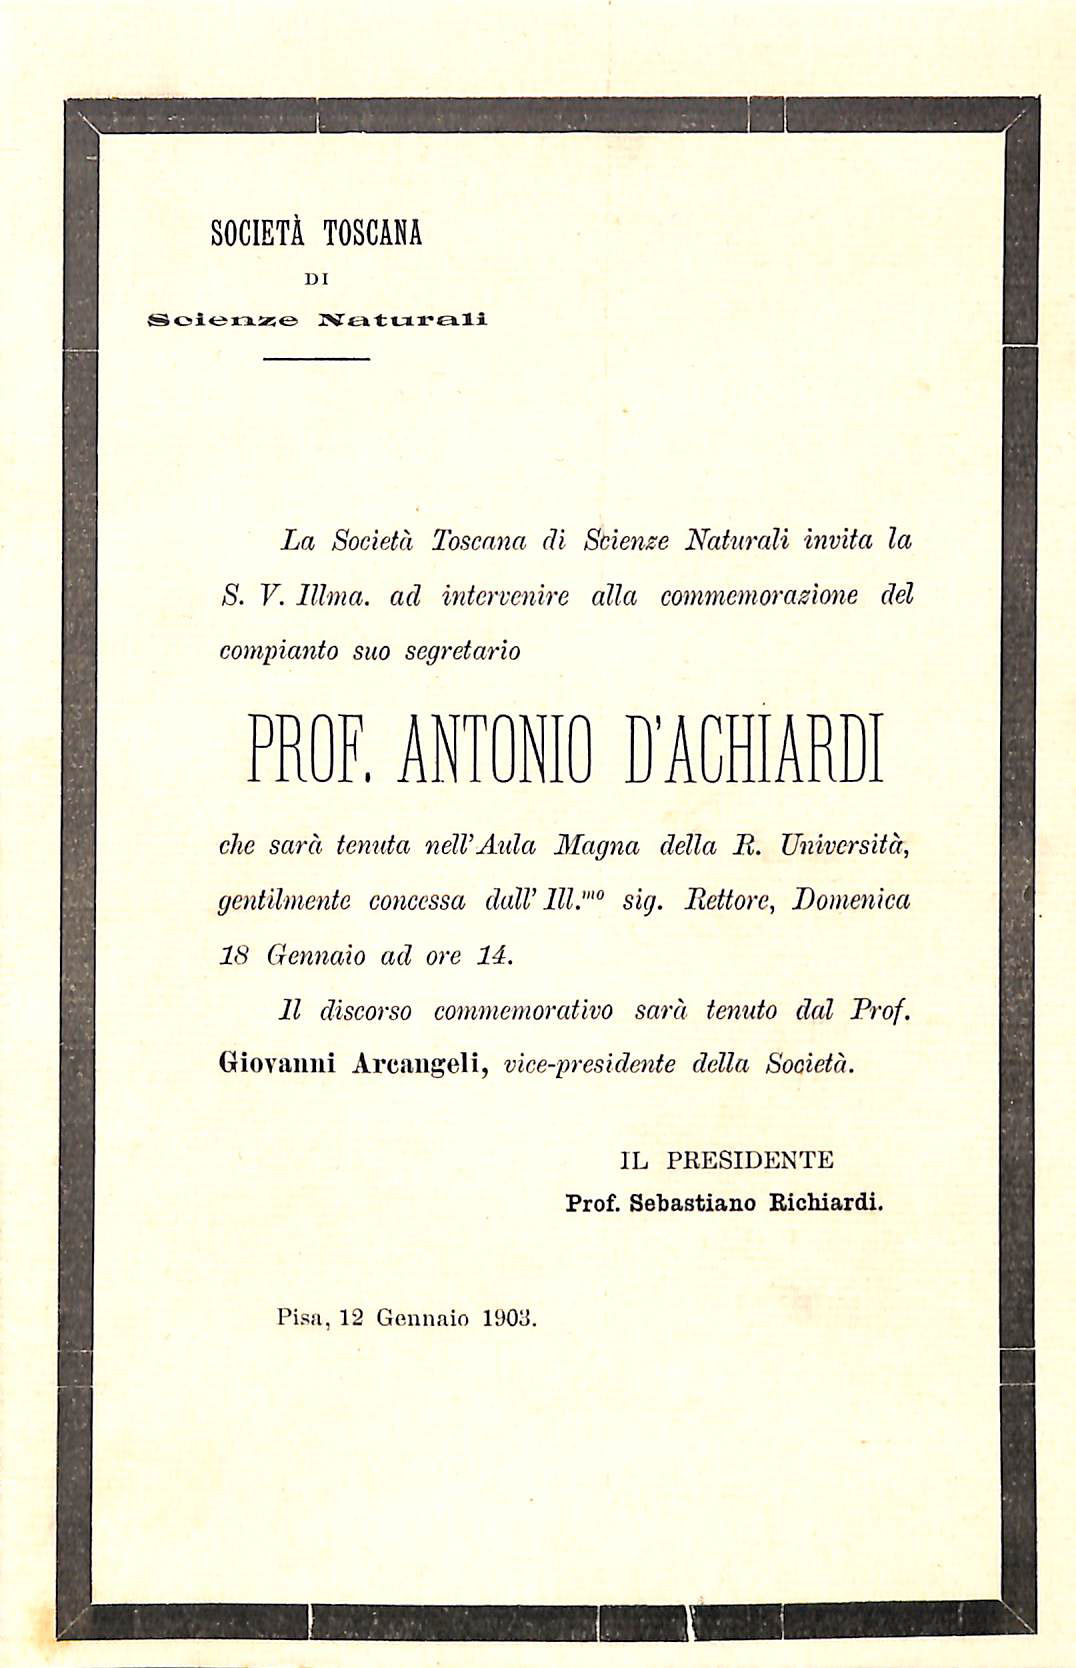 SOCIETÀ TOSCANA
DI
Scienze Naturali
La Società Toscana di Scienze Naturali invita la
S. V. Illma. ad intervenire alla commemorazione del
compianto suo segretario
PROF. ANTONIO D'ACHIARDI
che sarà tenuta nell'Aula Magna della R. Università,
gentilmente concessa dall' Ill.mo sig. Rettore, Domenica
18 Gennaio ad ore 14.
Il discorso commemorativo sarà tenuto dal Prof.
Giovanni Arcangeli, vice-presidente della Società.
IL PRESIDENTE
Prof. Sebastiano Richiardi.
Pisa, 12 Gennaio 1903.